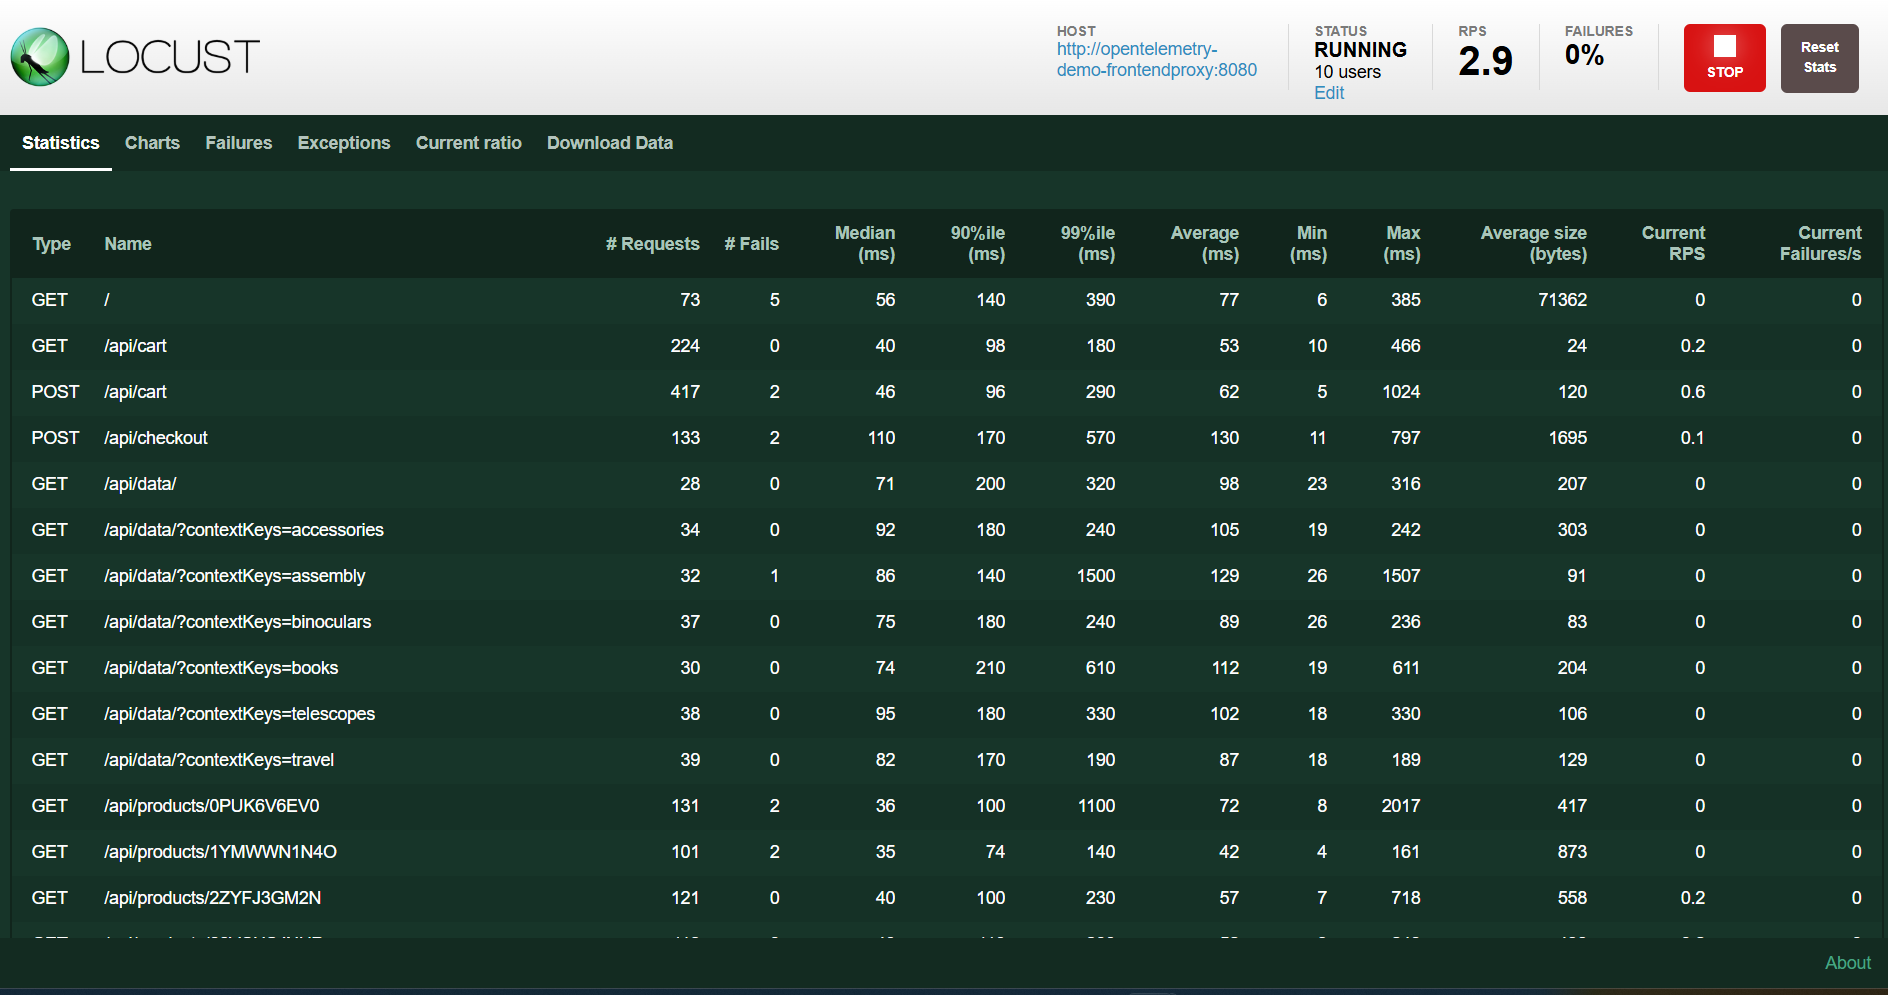 LOCUST
HOST
http://opentelemetry-
demo-frontendproxy:8080
STATUS
RUNNING
10 users
Edit
RPS
2.9
FAILURES
0%
STOP
Reset
Stats
Statistics Charts Failures Exceptions Current ratio Download Data
Type Name # Requests # Fails Median (ms) 90%ile (ms) 99%ile (ms) Average (ms) Min (ms) Max (ms) Average size (bytes) Current RPS Current Failures/s
GET / 73 5 56 140 390 77 6 385 71362 0 0
GET /api/cart 224 0 40 98 180 53 10 466 24 0.2 0
POST /api/cart 417 2 46 96 290 62 5 1024 120 0.6 0
POST /api/checkout 133 2 110 170 570 130 11 797 1695 0.1 0
GET /api/data/ 28 0 71 200 320 98 23 316 207 0 0
GET /api/data/?contextKeys=accessories 34 0 92 180 240 105 19 242 303 0 0
GET /api/data/?contextKeys=assembly 32 1 86 140 1500 129 26 1507 91 0 0
GET /api/data/?contextKeys=binoculars 37 0 75 180 240 89 26 236 83 0 0
GET /api/data/?contextKeys=books 30 0 74 210 610 112 19 611 204 0 0
GET /api/data/?contextKeys=telescopes 38 0 95 180 330 102 18 330 106 0 0
GET /api/data/?contextKeys=travel 39 0 82 170 190 87 18 189 129 0 0
GET /api/products/0PUK6V6EV0 131 2 36 100 1100 72 8 2017 417 0 0
GET /api/products/1YMWWN1N4O 101 2 35 74 140 42 4 161 873 0 0
GET /api/products/2ZYFJ3GM2N 121 0 40 100 230 57 7 718 558 0.2 0
About